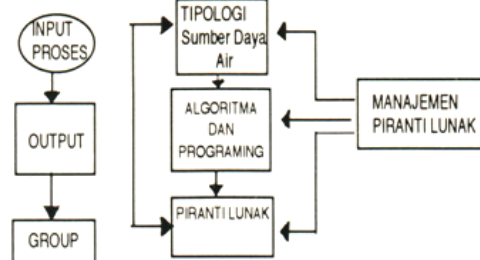 INPUT
PROSES
OUTPUT
GROUP
TIPOLOGI
Sumber Daya
Air
ALGORITMA
DAN
PROGRAMING
PIRANTI LUNAK
MANAJEMEN
PIRANTI LUNAK